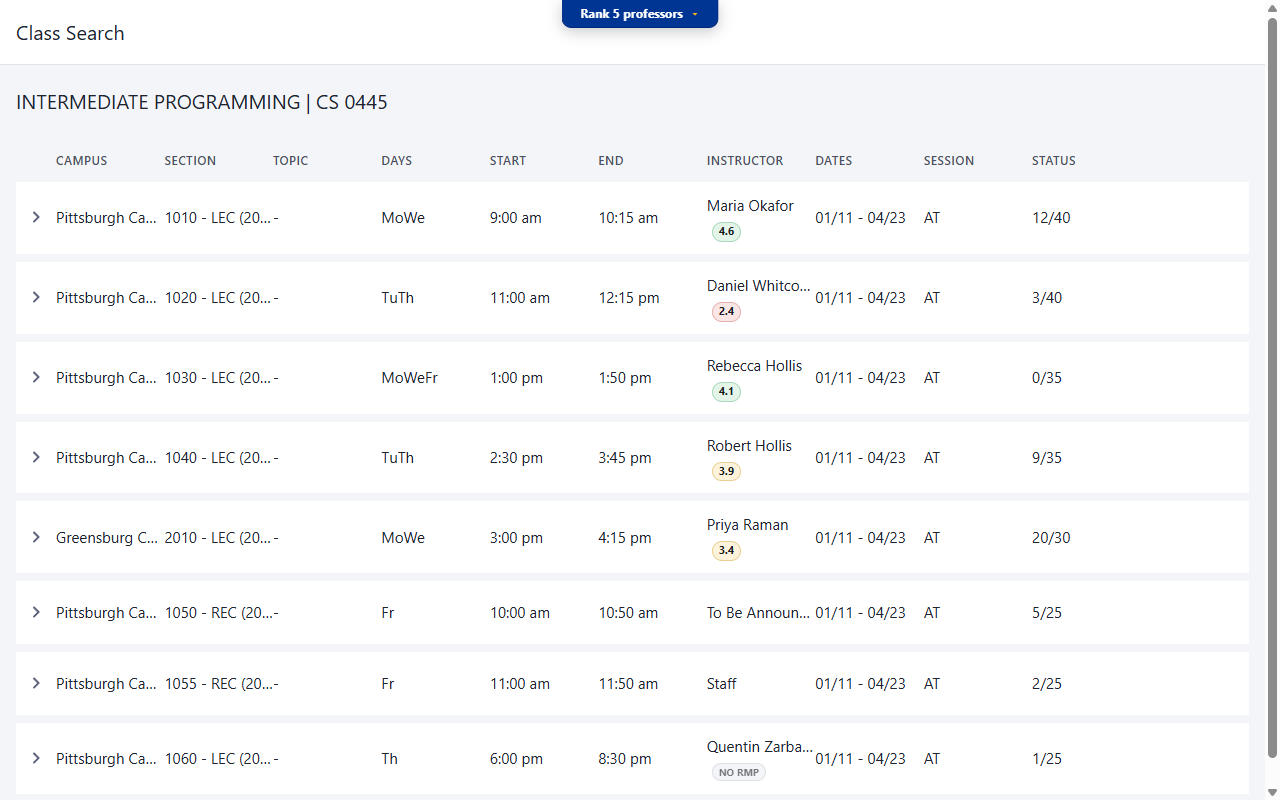 Rank 5 professors
Class Search
INTERMEDIATE PROGRAMMING | CS 0445
CAMPUS SECTION TOPIC DAYS START END INSTRUCTOR DATES SESSION STATUS
Pittsburgh Ca... 1010 - LEC (20... - MoWe 9:00 am 10:15 am Maria Okafor 01/11 - 04/23 AT 12/40
4.6
Pittsburgh Ca... 1020 - LEC (20... - TuTh 11:00 am 12:15 pm Daniel Whitco... 01/11 - 04/23 AT 3/40
2.4
Pittsburgh Ca... 1030 - LEC (20... - MoWeFr 1:00 pm 1:50 pm Rebecca Hollis 01/11 - 04/23 AT 0/35
4.1
Pittsburgh Ca... 1040 - LEC (20... - TuTh 2:30 pm 3:45 pm Robert Hollis 01/11 - 04/23 AT 9/35
3.9
Greensburg C... 2010 - LEC (20... - MoWe 3:00 pm 4:15 pm Priya Raman 01/11 - 04/23 AT 20/30
3.4
Pittsburgh Ca... 1050 - REC (20... - Fr 10:00 am 10:50 am To Be Announ... 01/11 - 04/23 AT 5/25
Pittsburgh Ca... 1055 - REC (20... - Fr 11:00 am 11:50 am Staff 01/11 - 04/23 AT 2/25
Pittsburgh Ca... 1060 - LEC (20... - Th 6:00 pm 8:30 pm Quentin Zarba... 01/11 - 04/23 AT 1/25
NO RMP